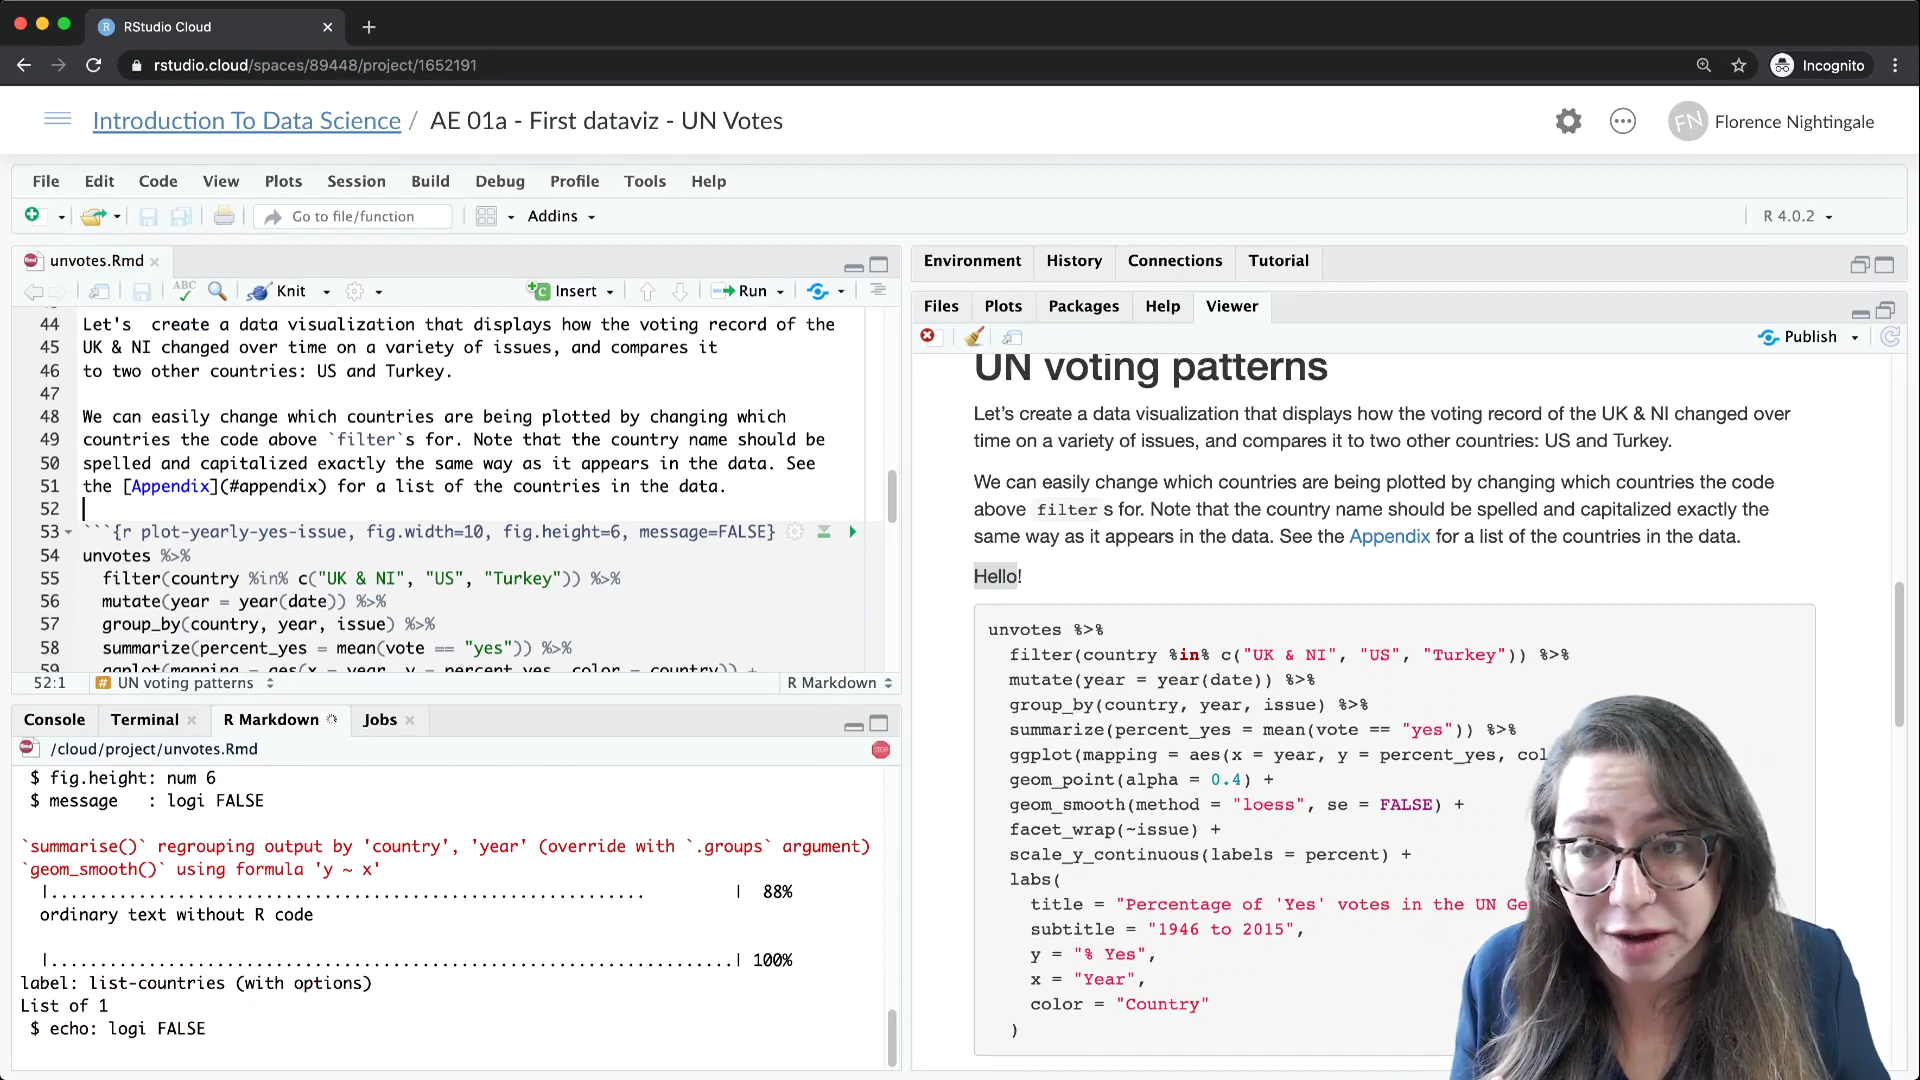 RStudio Cloud
rstudio.cloud/spaces/89448/project/1652191
Incognito
Introduction To Data Science / AE 01a - First dataviz - UN Votes
FN Florence Nightingale
File Edit Code View Plots Session Build Debug Profile Tools Help
Go to file/function
Addins
R 4.0.2
unvotes.Rmd
ABC
Knit
Insert
Run
44 Let's  create a data visualization that displays how the voting record of the
45 UK & NI changed over time on a variety of issues, and compares it
46 to two other countries: US and Turkey.
47
48 We can easily change which countries are being plotted by changing which
49 countries the code above `filter`s for. Note that the country name should be
50 spelled and capitalized exactly the same way as it appears in the data. See
51 the [Appendix](#appendix) for a list of the countries in the data.
52
53 ```{r plot-yearly-yes-issue, fig.width=10, fig.height=6, message=FALSE}
54 unvotes %>%
55 filter(country %in% c("UK & NI", "US", "Turkey")) %>%
56 mutate(year = year(date)) %>%
57 group_by(country, year, issue) %>%
58 summarize(percent_yes = mean(vote == "yes")) %>%
59 ggplot(mapping = aes(x = year, y = percent_yes, color = country)) +
52:1 # UN voting patterns R Markdown
Console Terminal R Markdown Jobs
/cloud/project/unvotes.Rmd
STOP
$ fig.height: num 6
$ message   : logi FALSE
`summarise()` regrouping output by 'country', 'year' (override with `.groups` argument)
`geom_smooth()` using formula 'y ~ x'
|................................................................. | 88%
ordinary text without R code
|..........................................................................| 100%
label: list-countries (with options)
List of 1
$ echo: logi FALSE
Environment History Connections Tutorial
Files Plots Packages Help Viewer
Publish
UN voting patterns
Let's create a data visualization that displays how the voting record of the UK & NI changed over
time on a variety of issues, and compares it to two other countries: US and Turkey.
We can easily change which countries are being plotted by changing which countries the code
above filter s for. Note that the country name should be spelled and capitalized exactly the
same way as it appears in the data. See the Appendix for a list of the countries in the data.
Hello!
unvotes %>%
filter(country %in% c("UK & NI", "US", "Turkey")) %>%
mutate(year = year(date)) %>%
group_by(country, year, issue) %>%
summarize(percent_yes = mean(vote == "yes")) %>%
ggplot(mapping = aes(x = year, y = percent_yes, col
geom_point(alpha = 0.4) +
geom_smooth(method = "loess", se = FALSE) +
facet_wrap(~issue) +
scale_y_continuous(labels = percent) +
labs(
title = "Percentage of 'Yes' votes in the UN Ge
subtitle = "1946 to 2015",
y = "% Yes",
x = "Year",
color = "Country"
)